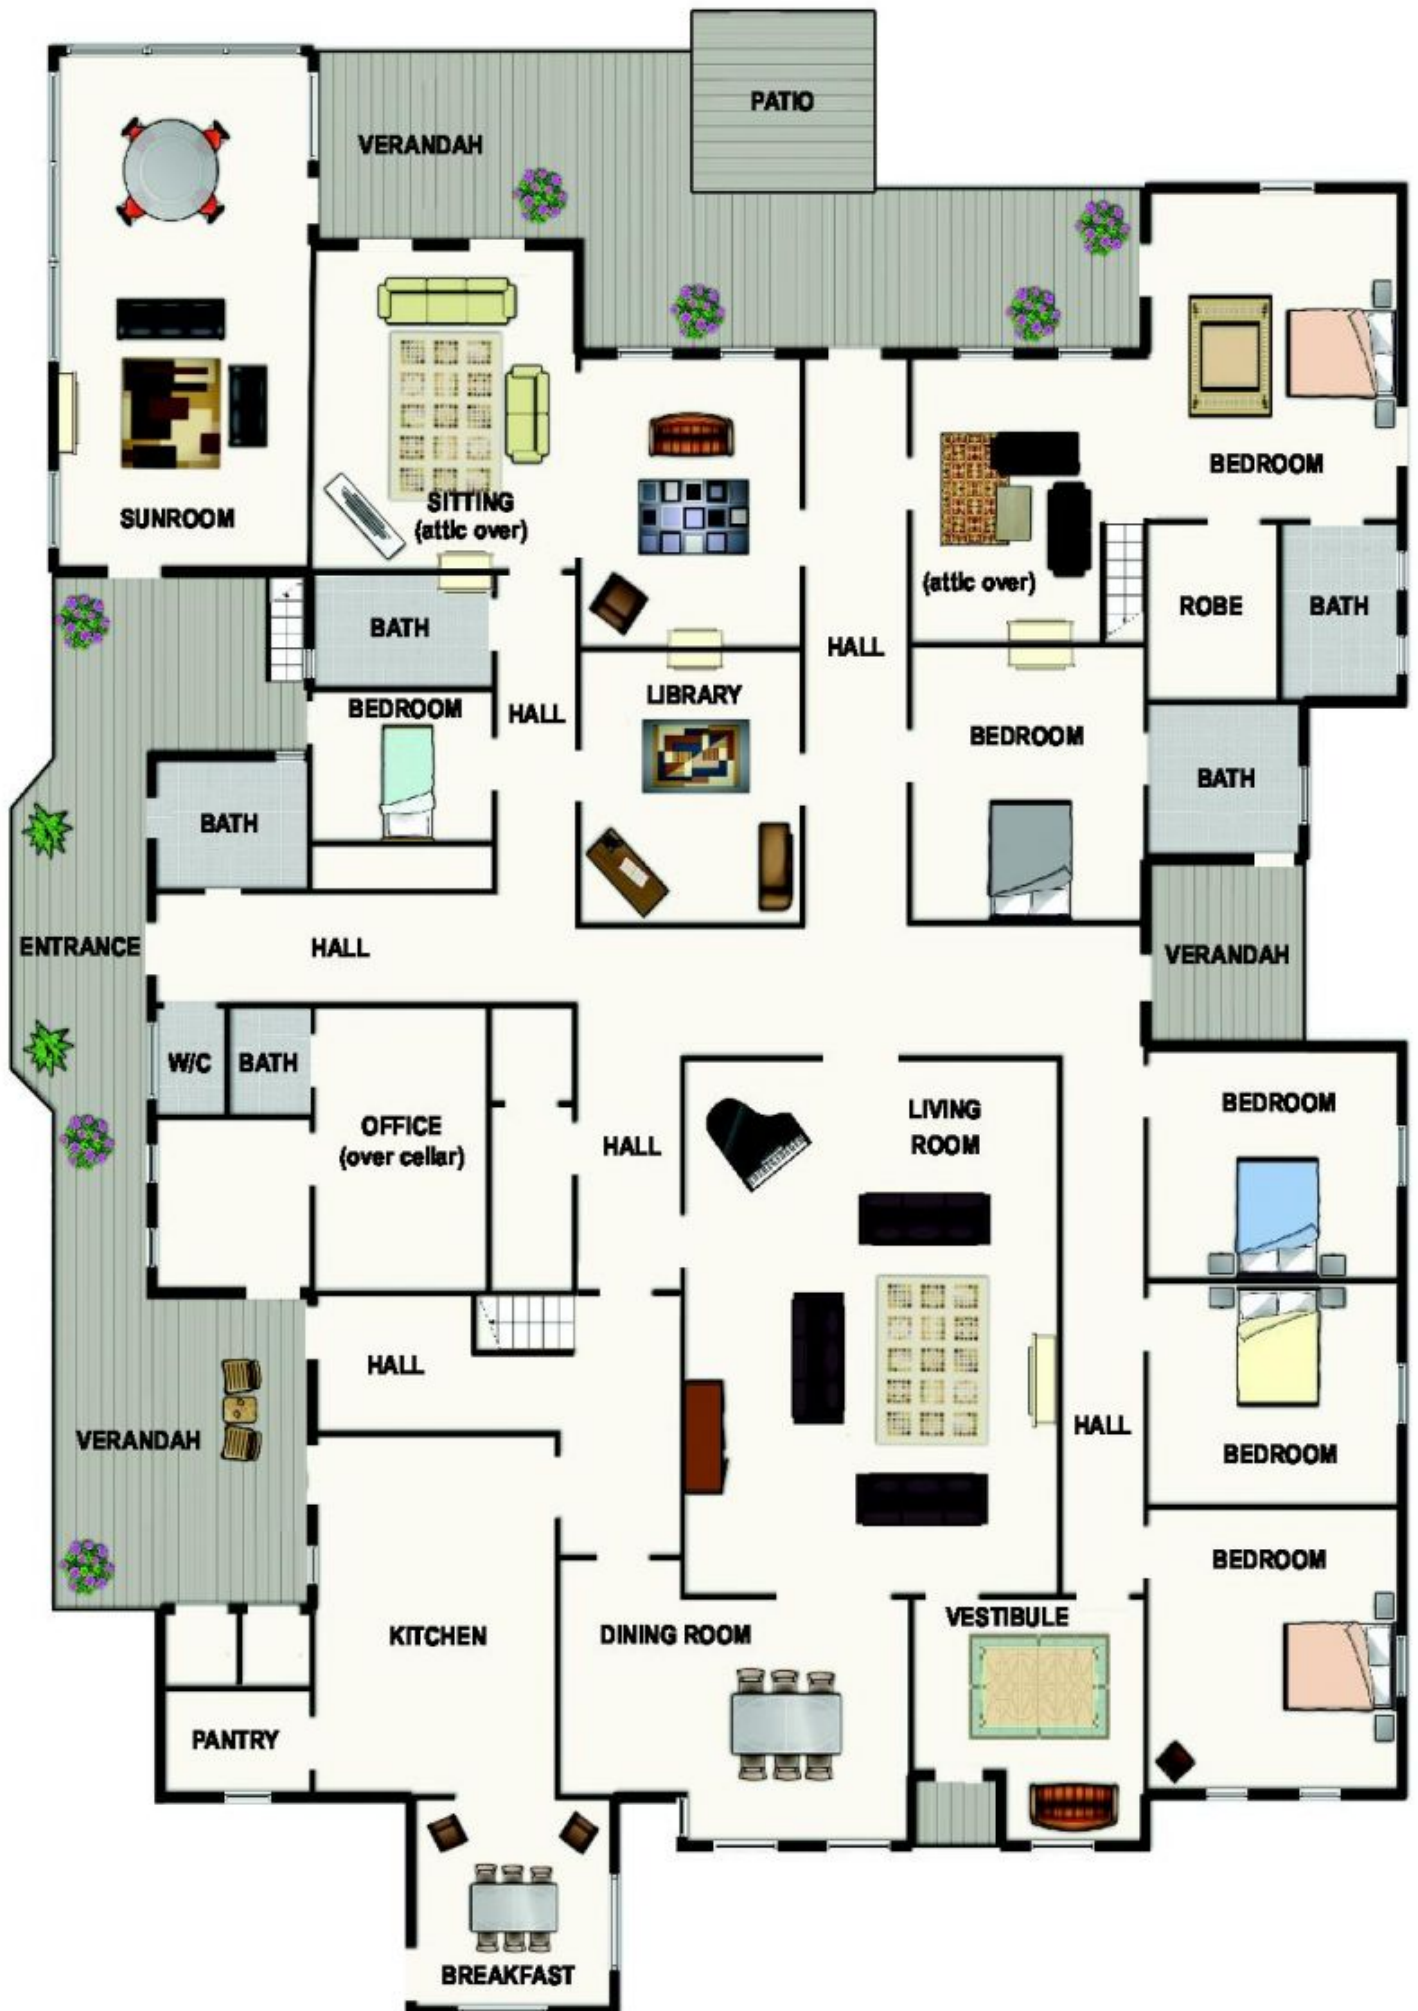 PATIO
VERANDAH
BEDROOM
SUNROOM
SITTING
(attic over)
(attic over)
ROBE
BATH
BATH
HALL
LIBRARY
BEDROOM
HALL
BEDROOM
BATH
BATH
ENTRANCE
HALL
VERANDAH
W/C
BATH
OFFICE
(over cellar)
HALL
LIVING
ROOM
BEDROOM
HALL
HALL
VERANDAH
BEDROOM
BEDROOM
KITCHEN
DINING ROOM
VESTIBULE
PANTRY
BREAKFAST